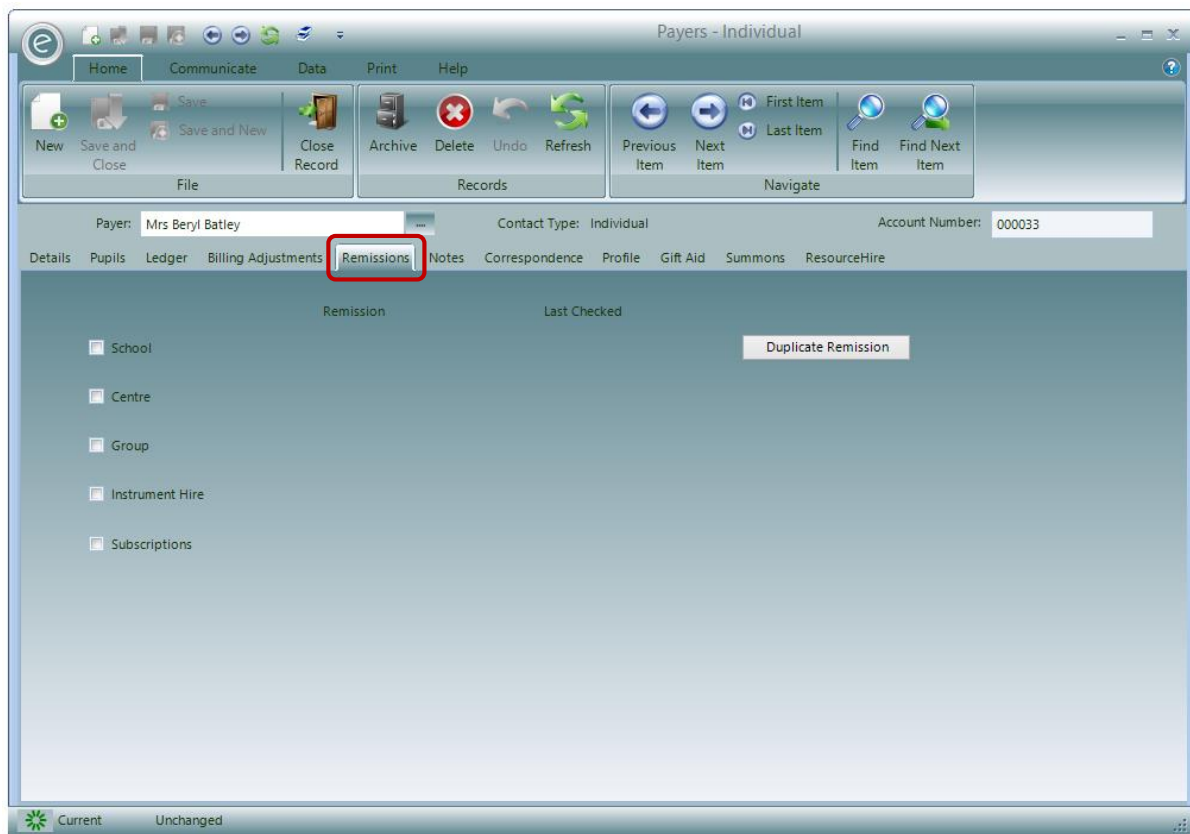 e
Payers - Individual
Home Communicate Data Print Help
New
Save and Close
Save
Save and New
Close Record
File
Archive Delete Undo Refresh
Records
Previous Item
Next Item
First Item
Last Item
Find Item
Find Next Item
Navigate
Payer: Mrs Beryl Batley ... Contact Type: Individual Account Number: 000033
Details Pupils Ledger Billing Adjustments Remissions Notes Correspondence Profile Gift Aid Summons ResourceHire
Remission Last Checked
School Duplicate Remission
Centre
Group
Instrument Hire
Subscriptions
Current Unchanged